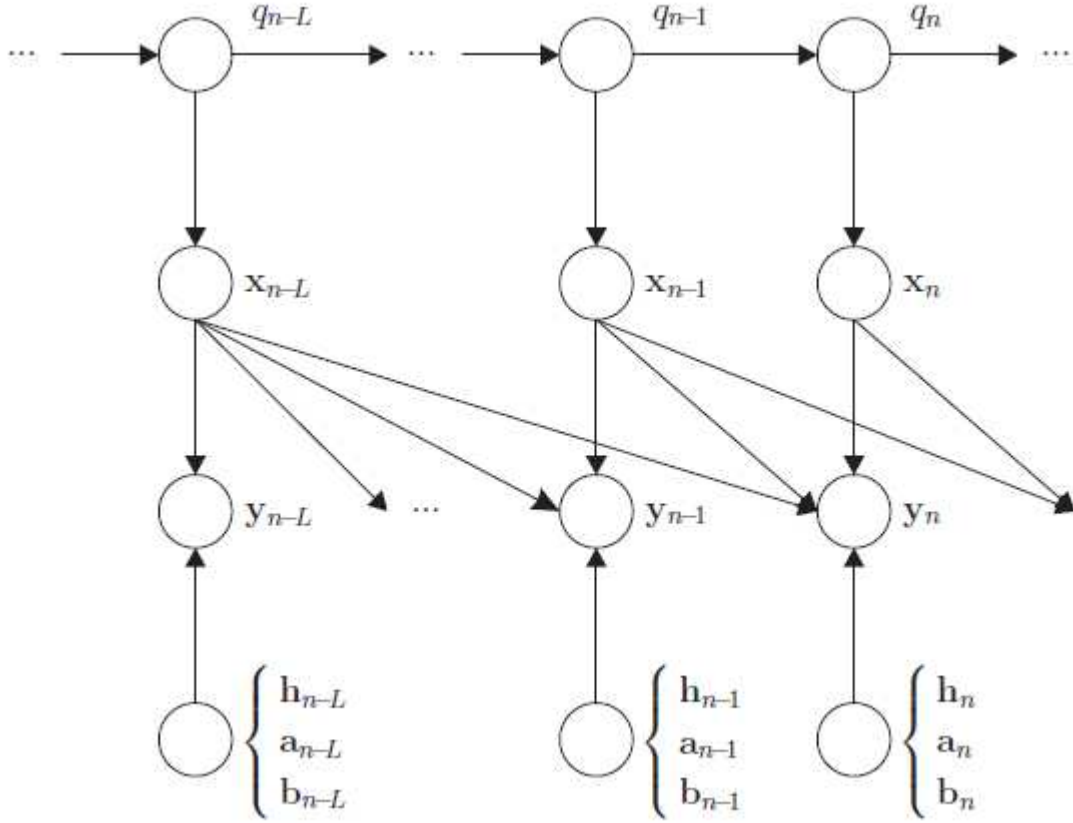 ... q_{n-L} ... q_{n-1} q_n ...
x_{n-L} x_{n-1} x_n
y_{n-L} ... y_{n-1} y_n
h_{n-L} h_{n-1} h_n
a_{n-L} a_{n-1} a_n
b_{n-L} b_{n-1} b_n